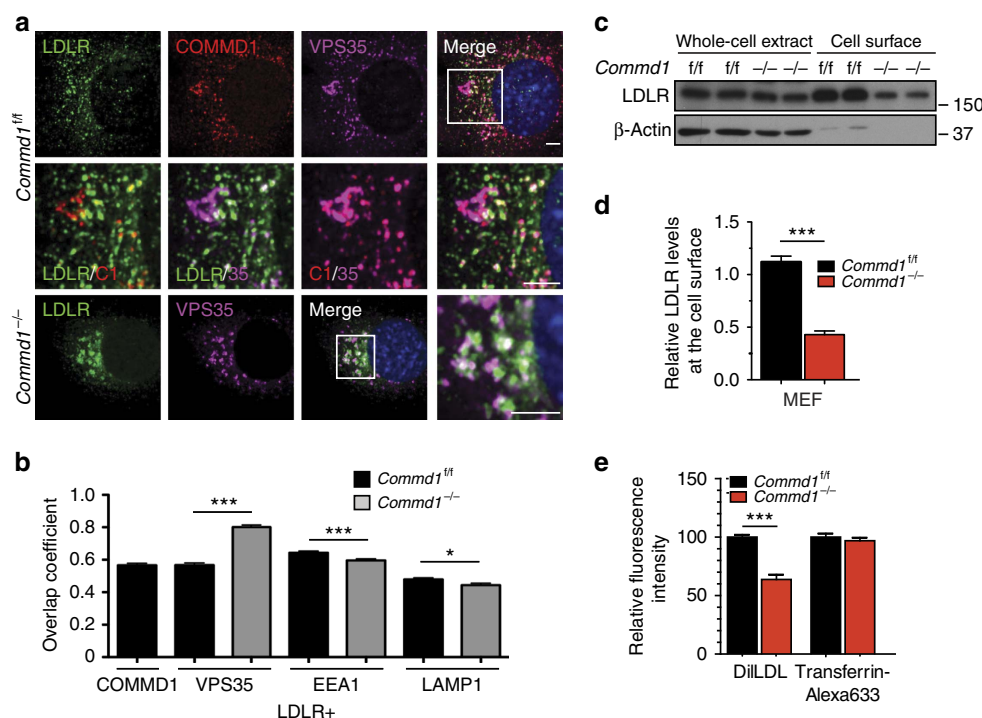 a
LDLR
COMMD1
VPS35
Merge
Commd1f/f
LDLR/C1
LDLR/35
C1/35
LDLR
VPS35
Merge
Commd1−/−
b
Overlap coefficient
1.0
0.8
0.6
0.4
0.2
0
Commd1f/f
Commd1−/−
***
***
*
COMMD1
VPS35
EEA1
LAMP1
LDLR+
c
Whole-cell extract
Cell surface
Commd1
f/f f/f −/− −/− f/f f/f −/− −/−
LDLR
– 150
β-Actin
– 37
d
Relative LDLR levels
at the cell surface
1.5
1.0
0.5
0.0
***
Commd1f/f
Commd1−/−
MEF
e
Relative fluorescence
intensity
150
100
50
0
Commd1f/f
Commd1−/−
***
DilLDL
Transferrin-
Alexa633